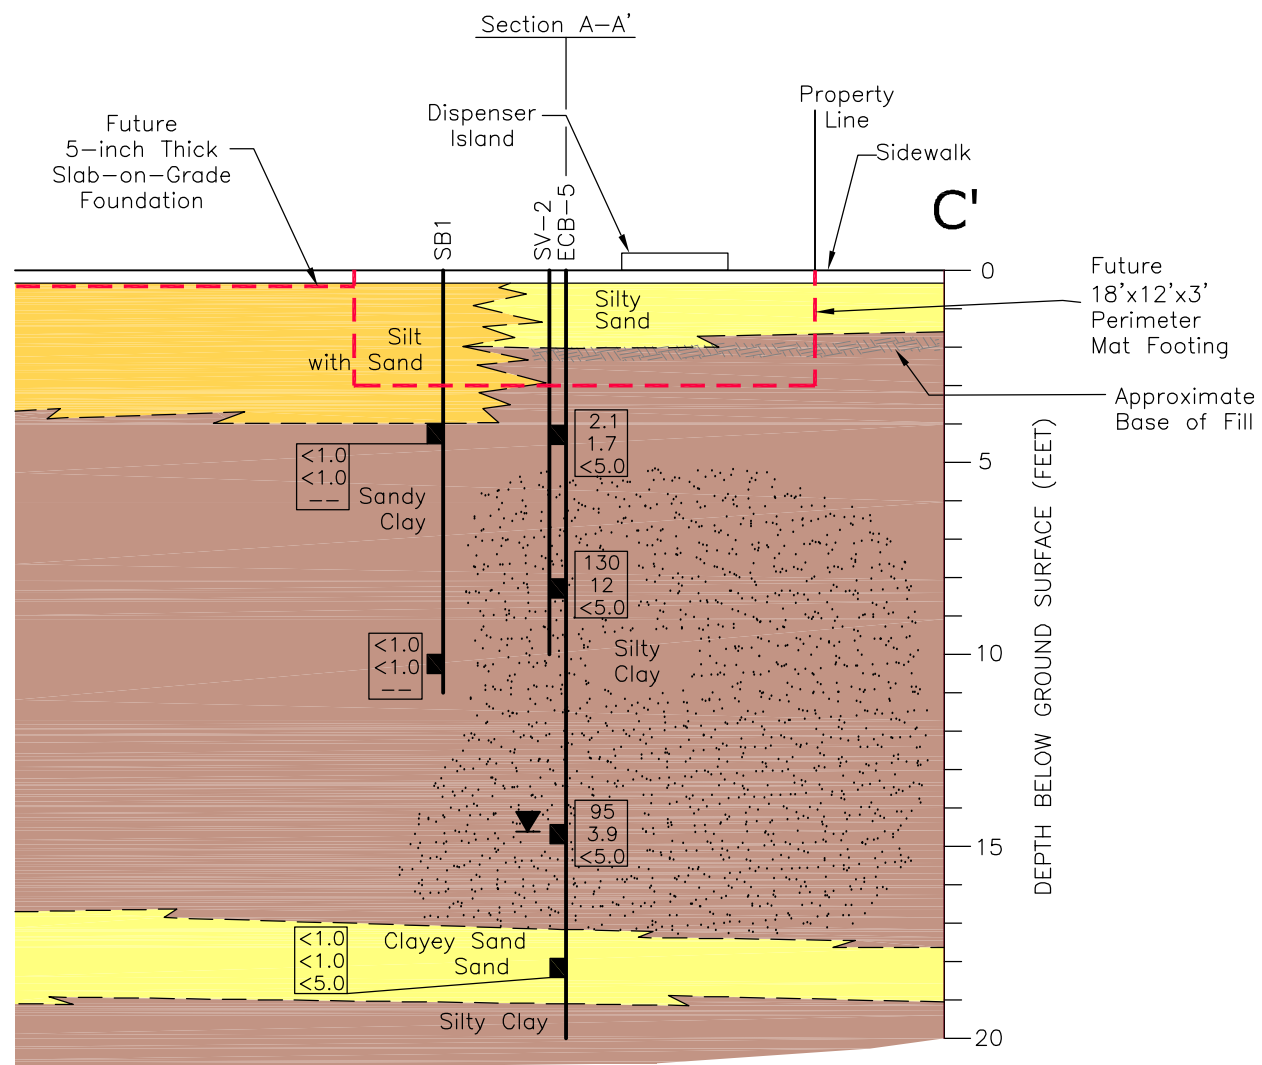 Section A-A'
Dispenser
Island
Property
Line
Future
5-inch Thick
Slab-on-Grade
Foundation
Sidewalk
C'
SB1
SV-2
ECB-5
0
Future
18'x12'x3'
Perimeter
Mat Footing
Silty
Sand
Silt
with Sand
Approximate
Base of Fill
2.1
1.7
<5.0
<1.0
<1.0
--
5
Sandy
Clay
130
12
<5.0
Silty
Clay
<1.0
<1.0
--
10
DEPTH BELOW GROUND SURFACE (FEET)
95
3.9
<5.0
15
<1.0
<1.0
<5.0
Clayey Sand
Sand
Silty Clay
20